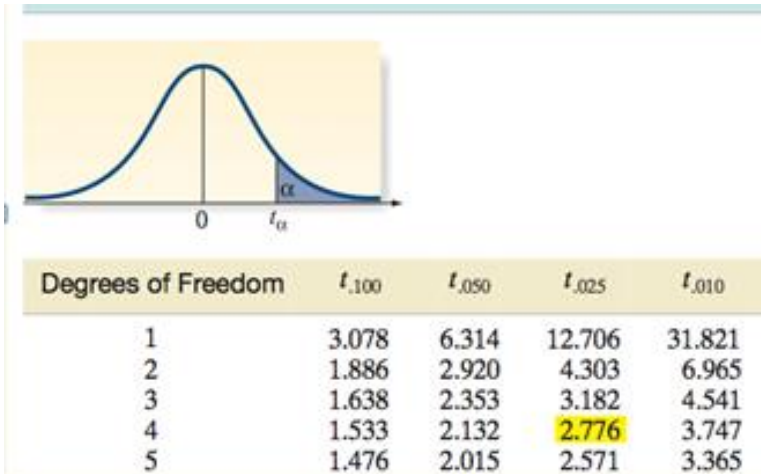 α
0 tα
Degrees of Freedom t.100 t.050 t.025 t.010
1 3.078 6.314 12.706 31.821
2 1.886 2.920 4.303 6.965
3 1.638 2.353 3.182 4.541
4 1.533 2.132 2.776 3.747
5 1.476 2.015 2.571 3.365